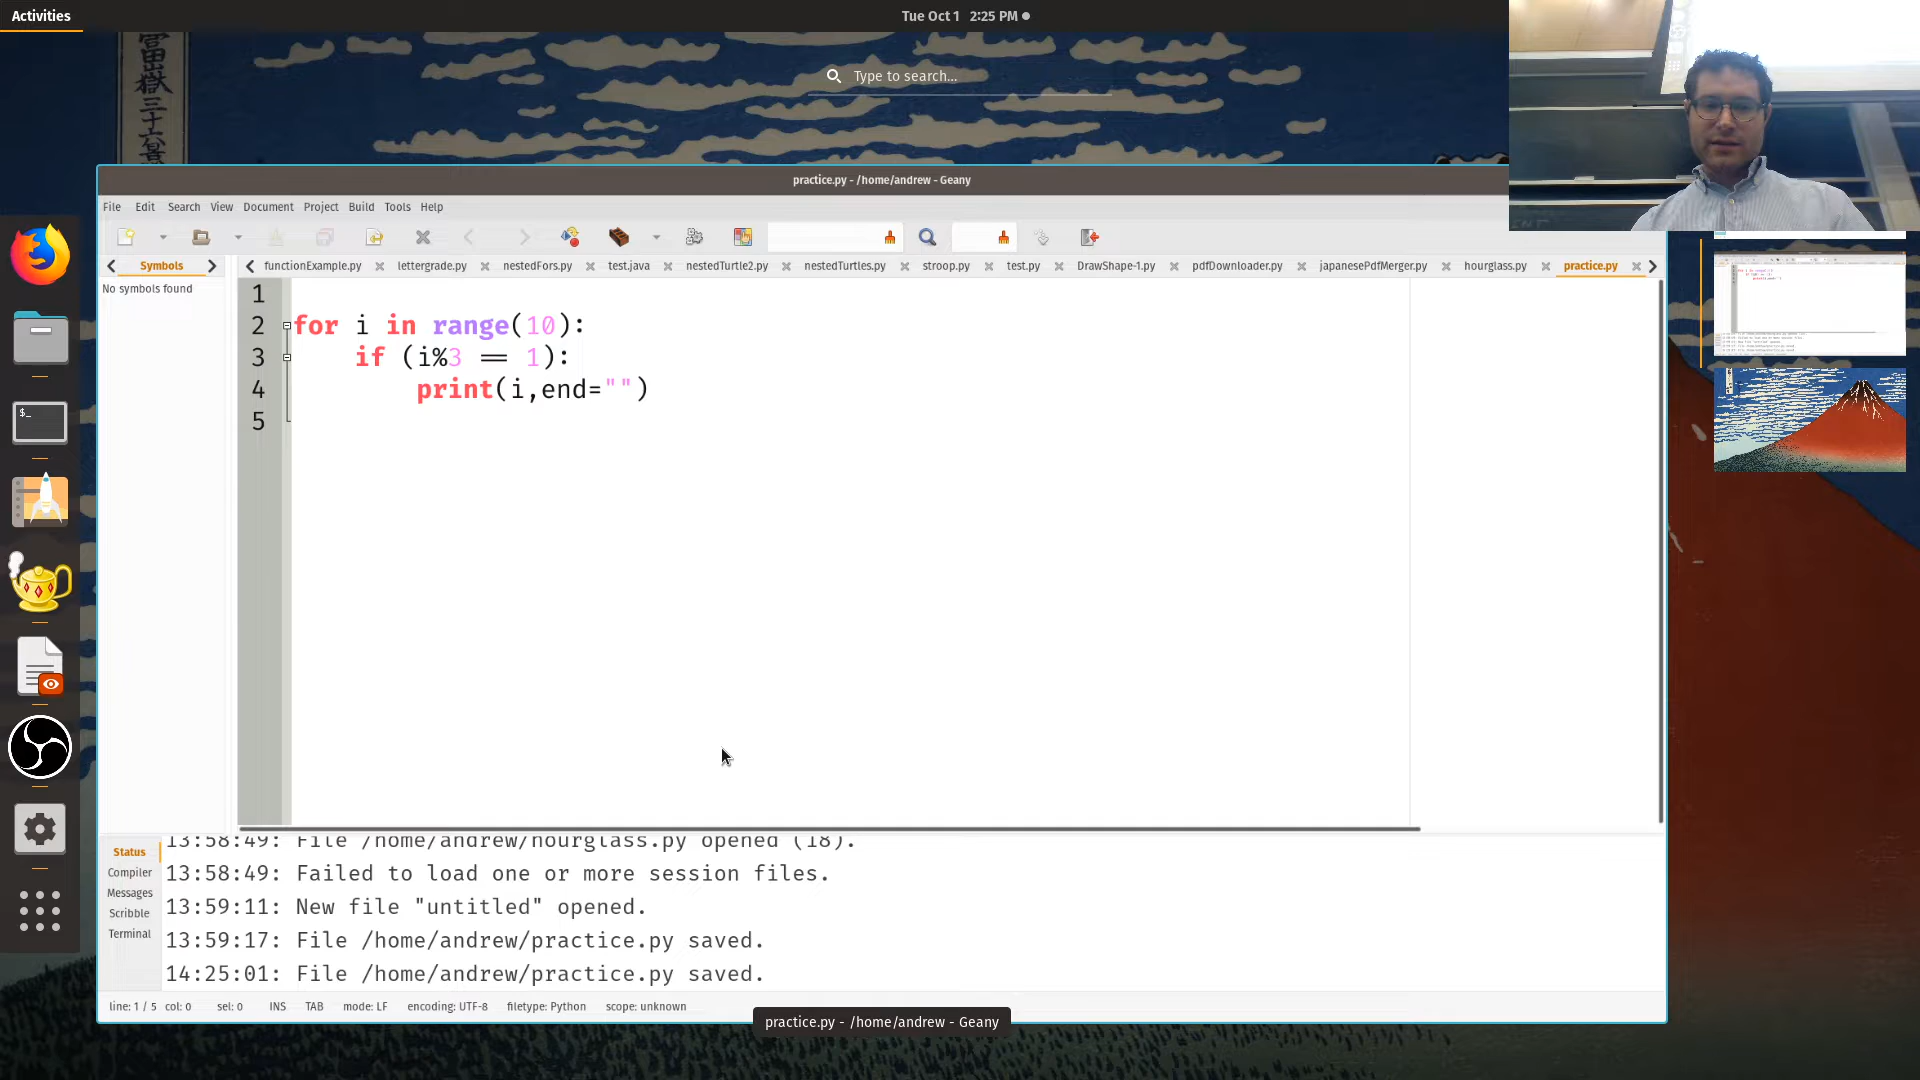 Activities
Tue Oct 1 2:25 PM
富嶽三十六景
Type to search...
practice.py - /home/andrew - Geany
File Edit Search View Document Project Build Tools Help
Symbols
functionExample.py lettergrade.py nestedFors.py test.java nestedTurtle2.py nestedTurtles.py stroop.py test.py DrawShape-1.py pdfDownloader.py japanesePdfMerger.py hourglass.py practice.py
No symbols found
1
2 for i in range(10):
3 if (i%3 == 1):
4 print(i,end="")
5
$_
Status
Compiler
Messages
Scribble
Terminal
13:58:49: File /home/andrew/hourglass.py opened (18).
13:58:49: Failed to load one or more session files.
13:59:11: New file "untitled" opened.
13:59:17: File /home/andrew/practice.py saved.
14:25:01: File /home/andrew/practice.py saved.
line: 1 / 5 col: 0 sel: 0 INS TAB mode: LF encoding: UTF-8 filetype: Python scope: unknown
practice.py - /home/andrew - Geany